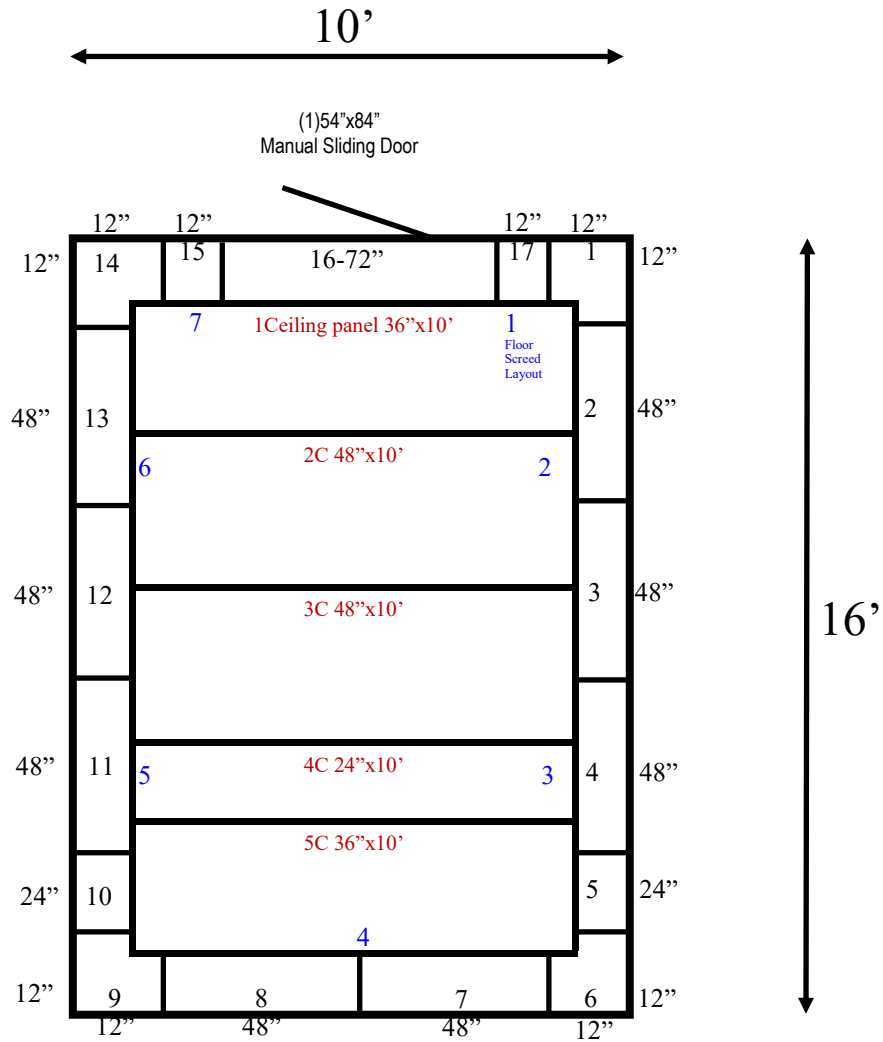 10’
(1)54”x84”
Manual Sliding Door
12” 12” 12” 12”
12” 14 15 16-72” 17 1 12”
7 1Ceiling panel 36”x10’ 1
Floor
Screed
Layout
48” 13 2 48”
6 2C 48”x10’ 2
48” 12 3C 48”x10’ 3 48”
16’
48” 11 5 4C 24”x10’ 3 4 48”
5C 36”x10’
24” 10 5 24”
4
12” 9 8 7 6 12”
12” 48” 48” 12”